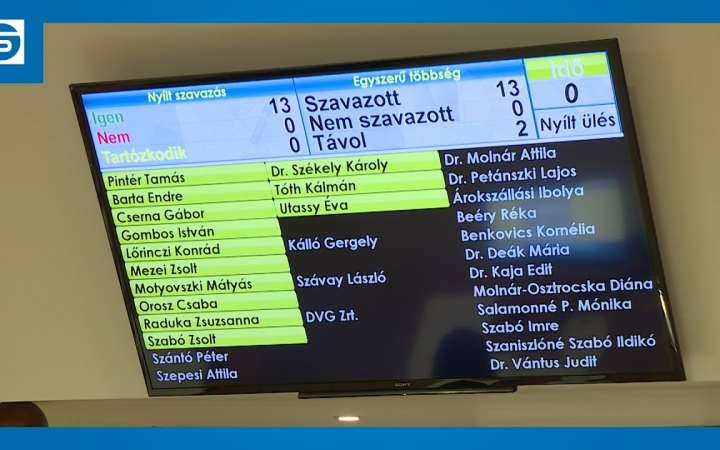 Nyílt szavazás
Igen 13
Nem 0
Tartózkodik 0
Egyszerű többség
Szavazott 13
Nem szavazott 0
Távol 2
Idő
0
Nyílt ülés
Pintér Tamás
Barta Endre
Cserna Gábor
Gombos István
Lőrinczi Konrád
Mezei Zsolt
Motyovszki Mátyás
Orosz Csaba
Raduka Zsuzsanna
Szabó Zsolt
Szántó Péter
Szepesi Attila
Dr. Székely Károly
Tóth Kálmán
Utassy Éva
Kálló Gergely
Szávay László
DVG Zrt.
Dr. Molnár Attila
Dr. Petánszki Lajos
Árokszállási Ibolya
Beéry Réka
Benkovics Kornélia
Dr. Deák Mária
Dr. Kaja Edit
Molnár-Osztrocska Diána
Salamonné P. Mónika
Szabó Imre
Szaniszlóné Szabó Ildikó
Dr. Vántus Judit
SONY